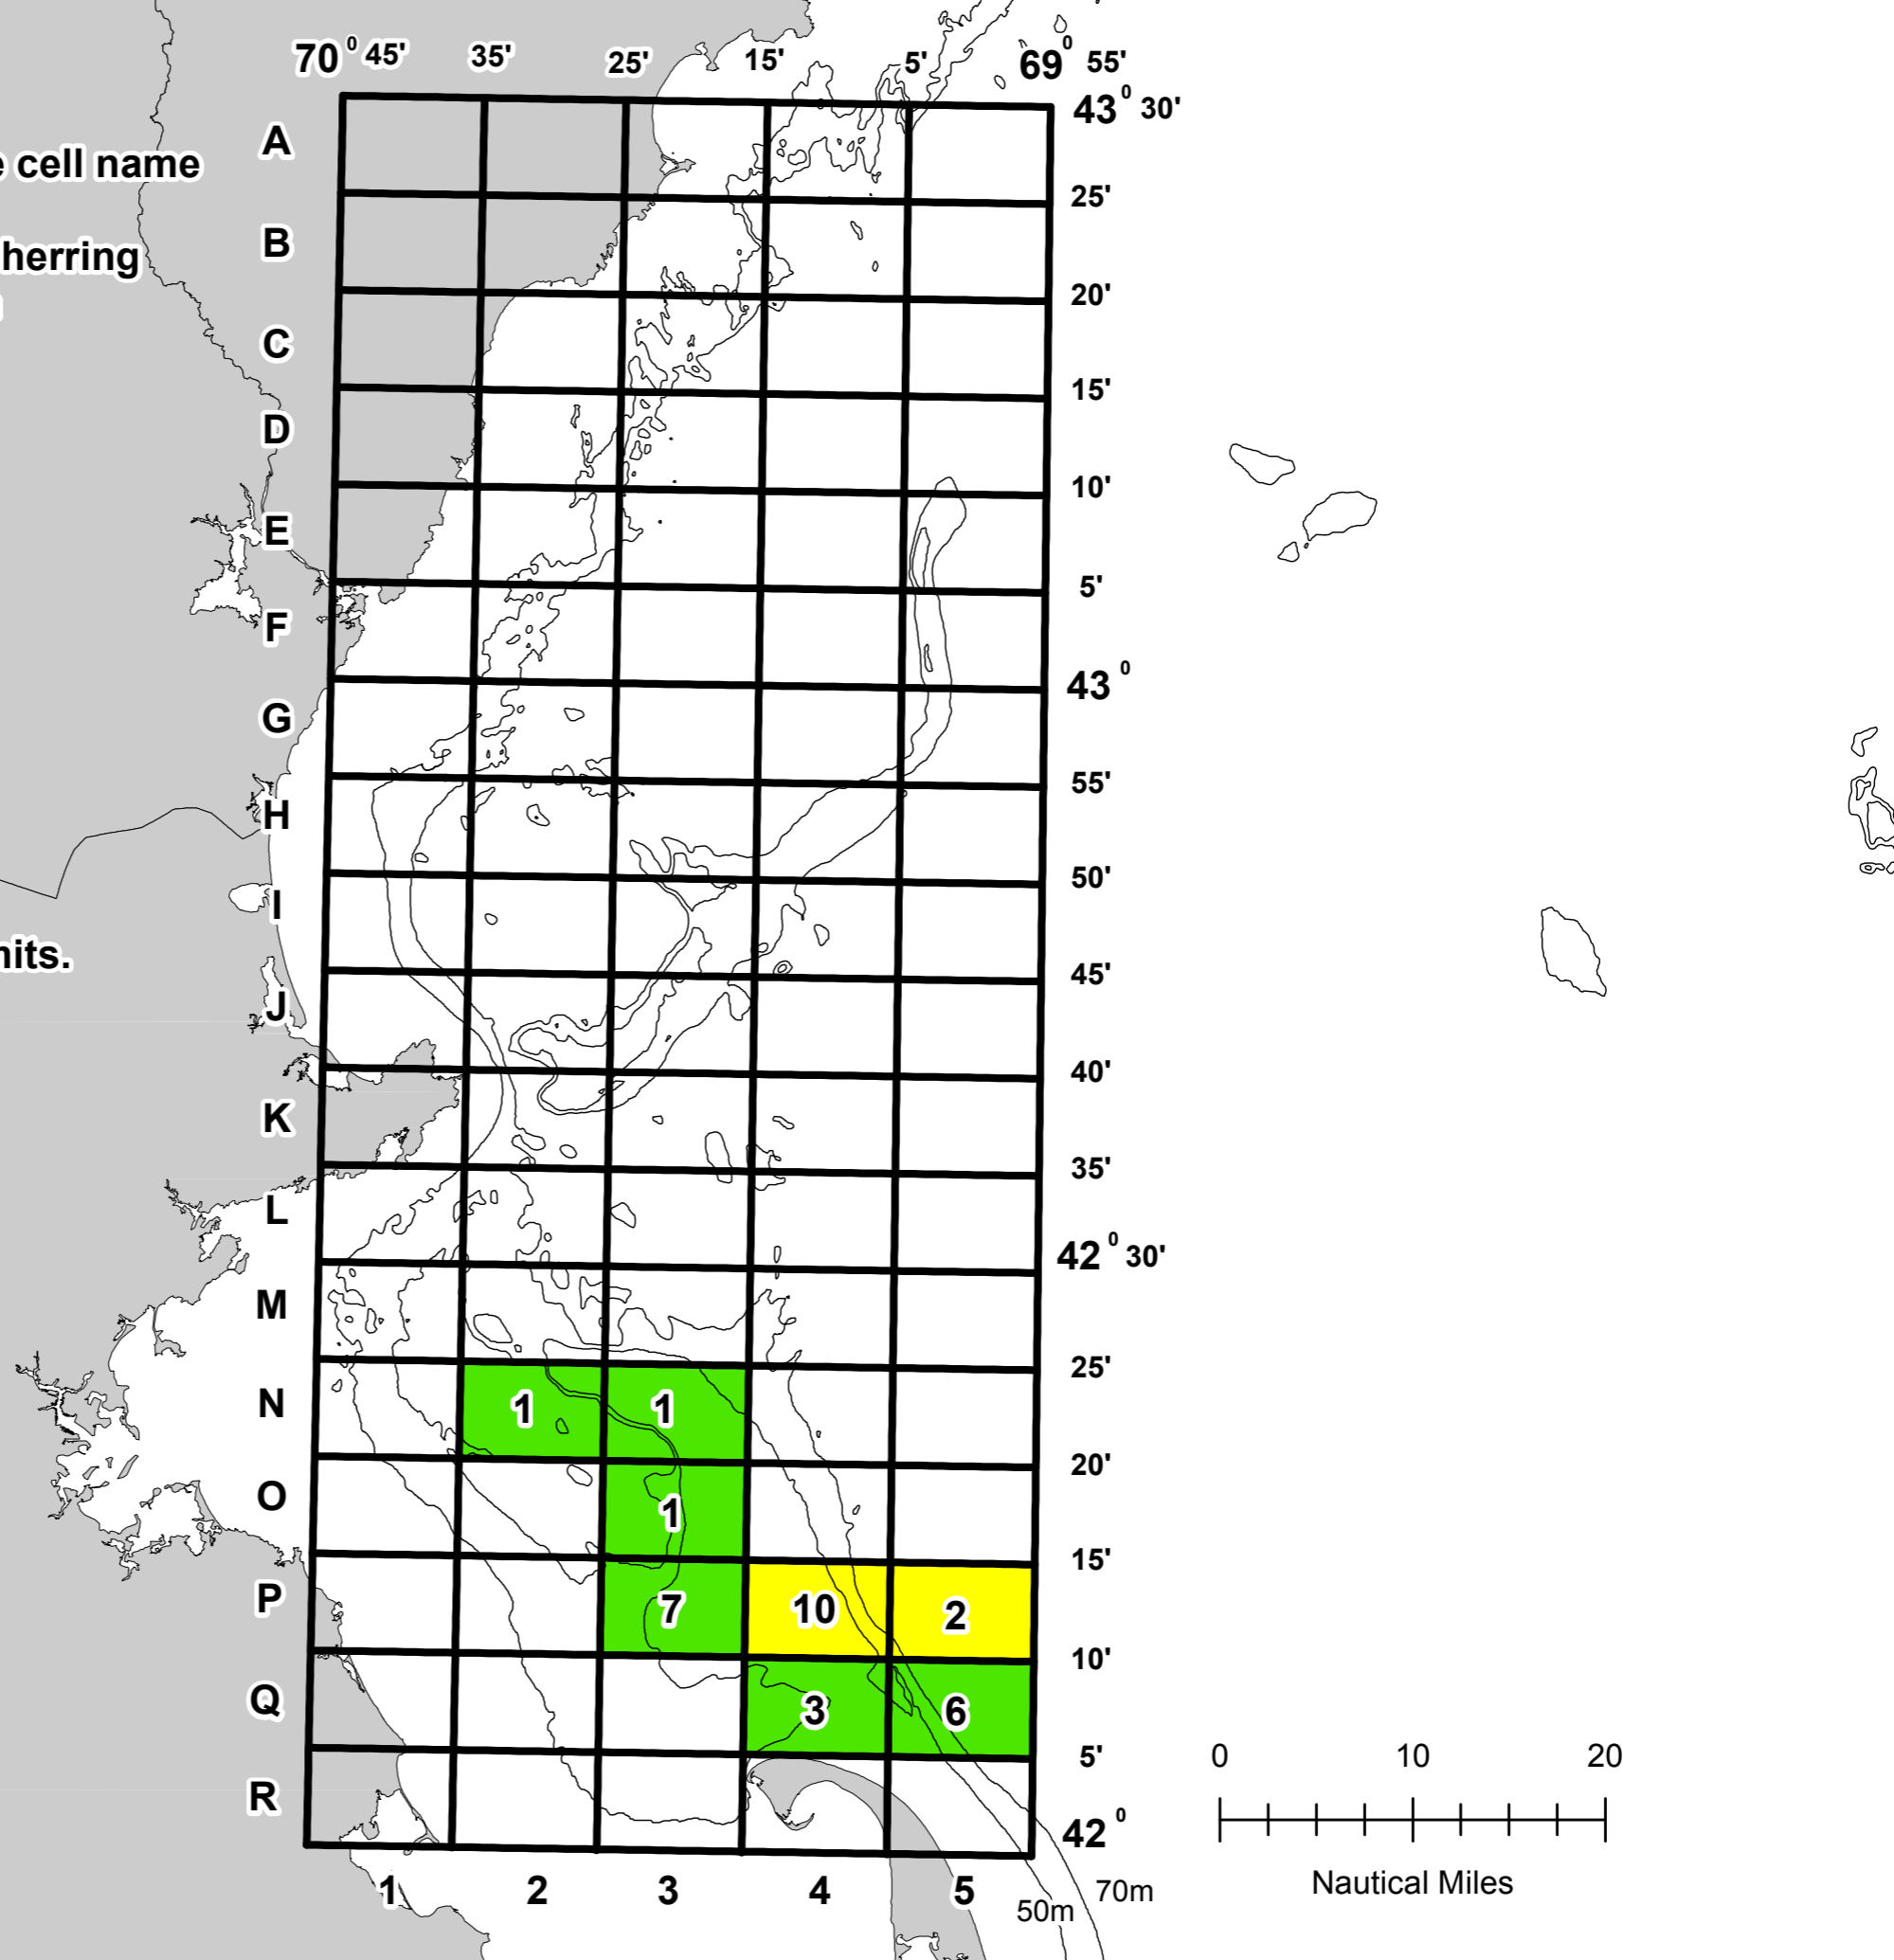 70° 45' 35' 25' 15' 5' 69° 55'
43° 30'
A
e cell name
25'
B
herring
20'
C
15'
D
10'
E
5'
F
43°
G
55'
H
50'
I
nits.
45'
J
40'
K
35'
L
42° 30'
M
25'
N 1 1
20'
O 1
15'
P 7 10 2
10'
Q 3 6
5'
0 10 20
R
42°
Nautical Miles
1 2 3 4 5
70m
50m